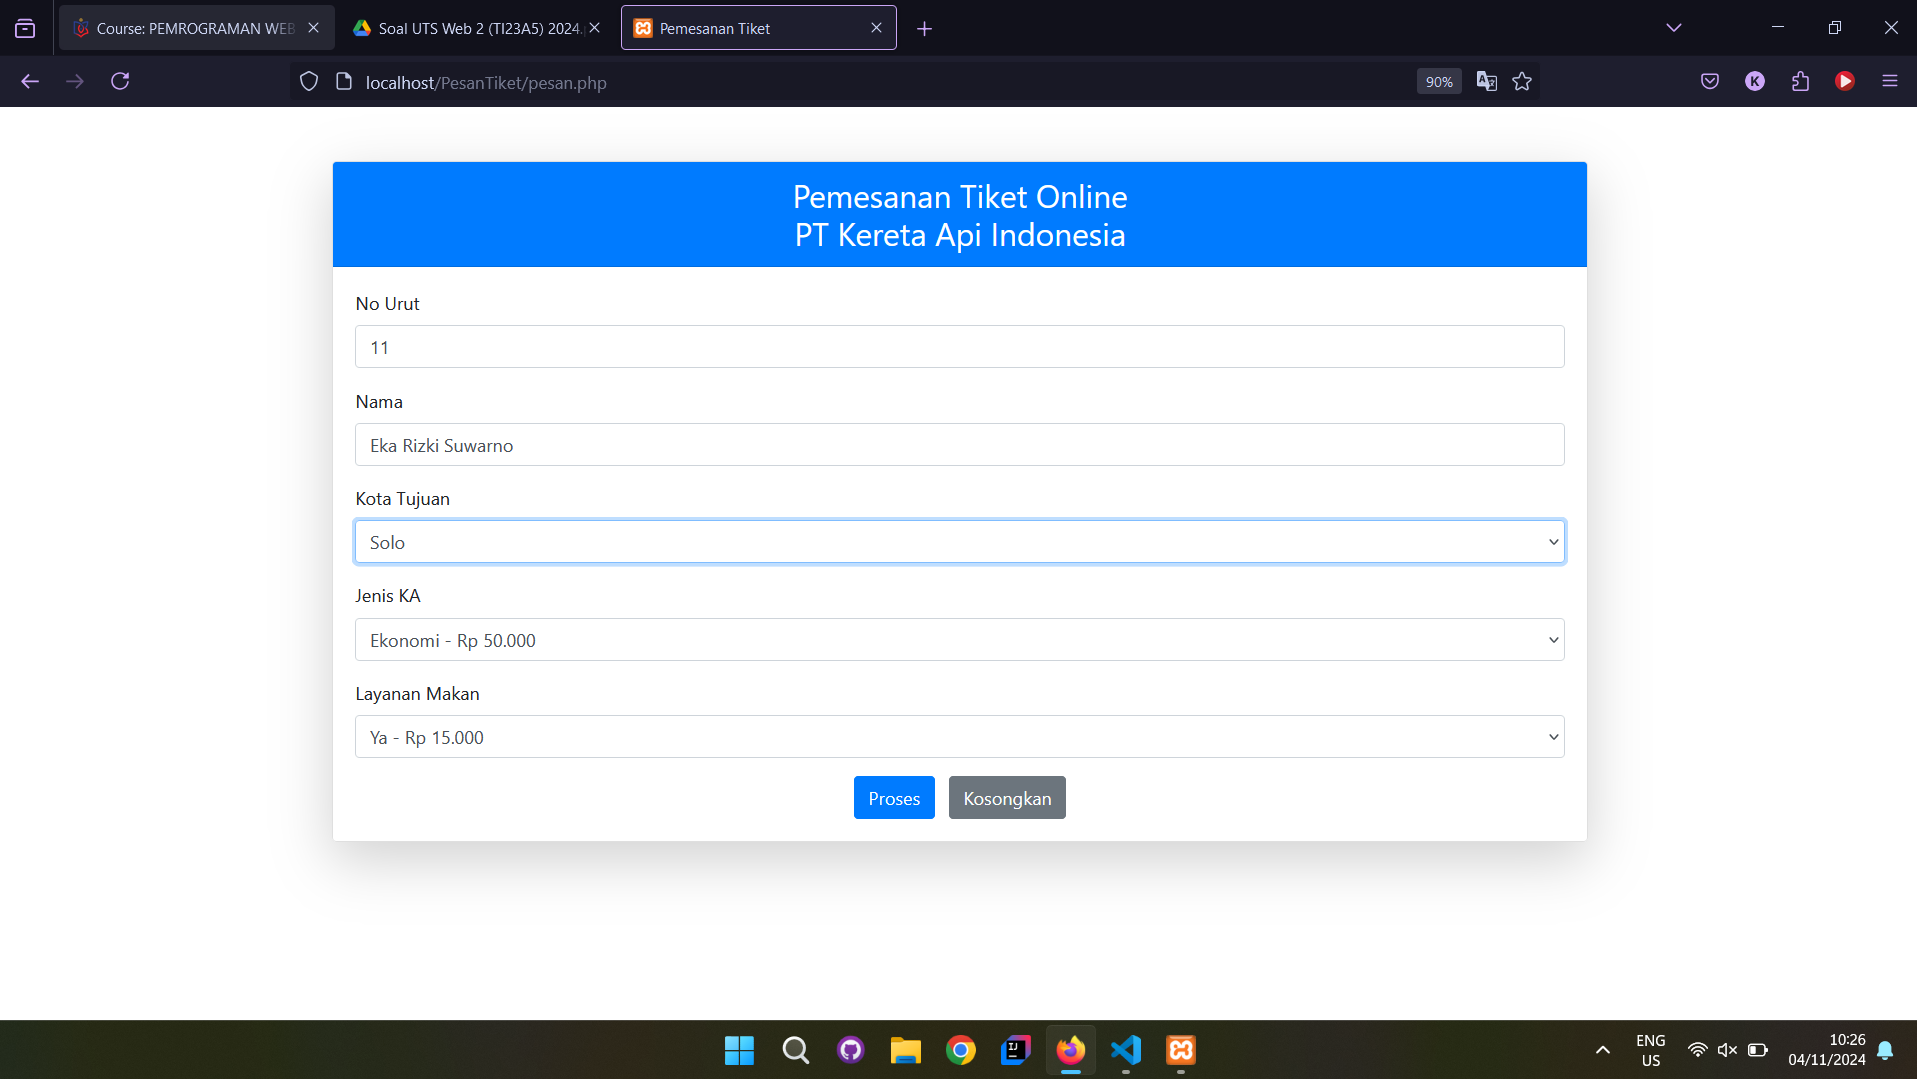 Course: PEMROGRAMAN WEB
Soal UTS Web 2 (TI23A5) 2024.
Pemesanan Tiket
localhost/PesanTiket/pesan.php
90%
K
Pemesanan Tiket Online
PT Kereta Api Indonesia
No Urut
11
Nama
Eka Rizki Suwarno
Kota Tujuan
Solo
Jenis KA
Ekonomi - Rp 50.000
Layanan Makan
Ya - Rp 15.000
Proses
Kosongkan
IJ
ENG
US
10:26
04/11/2024